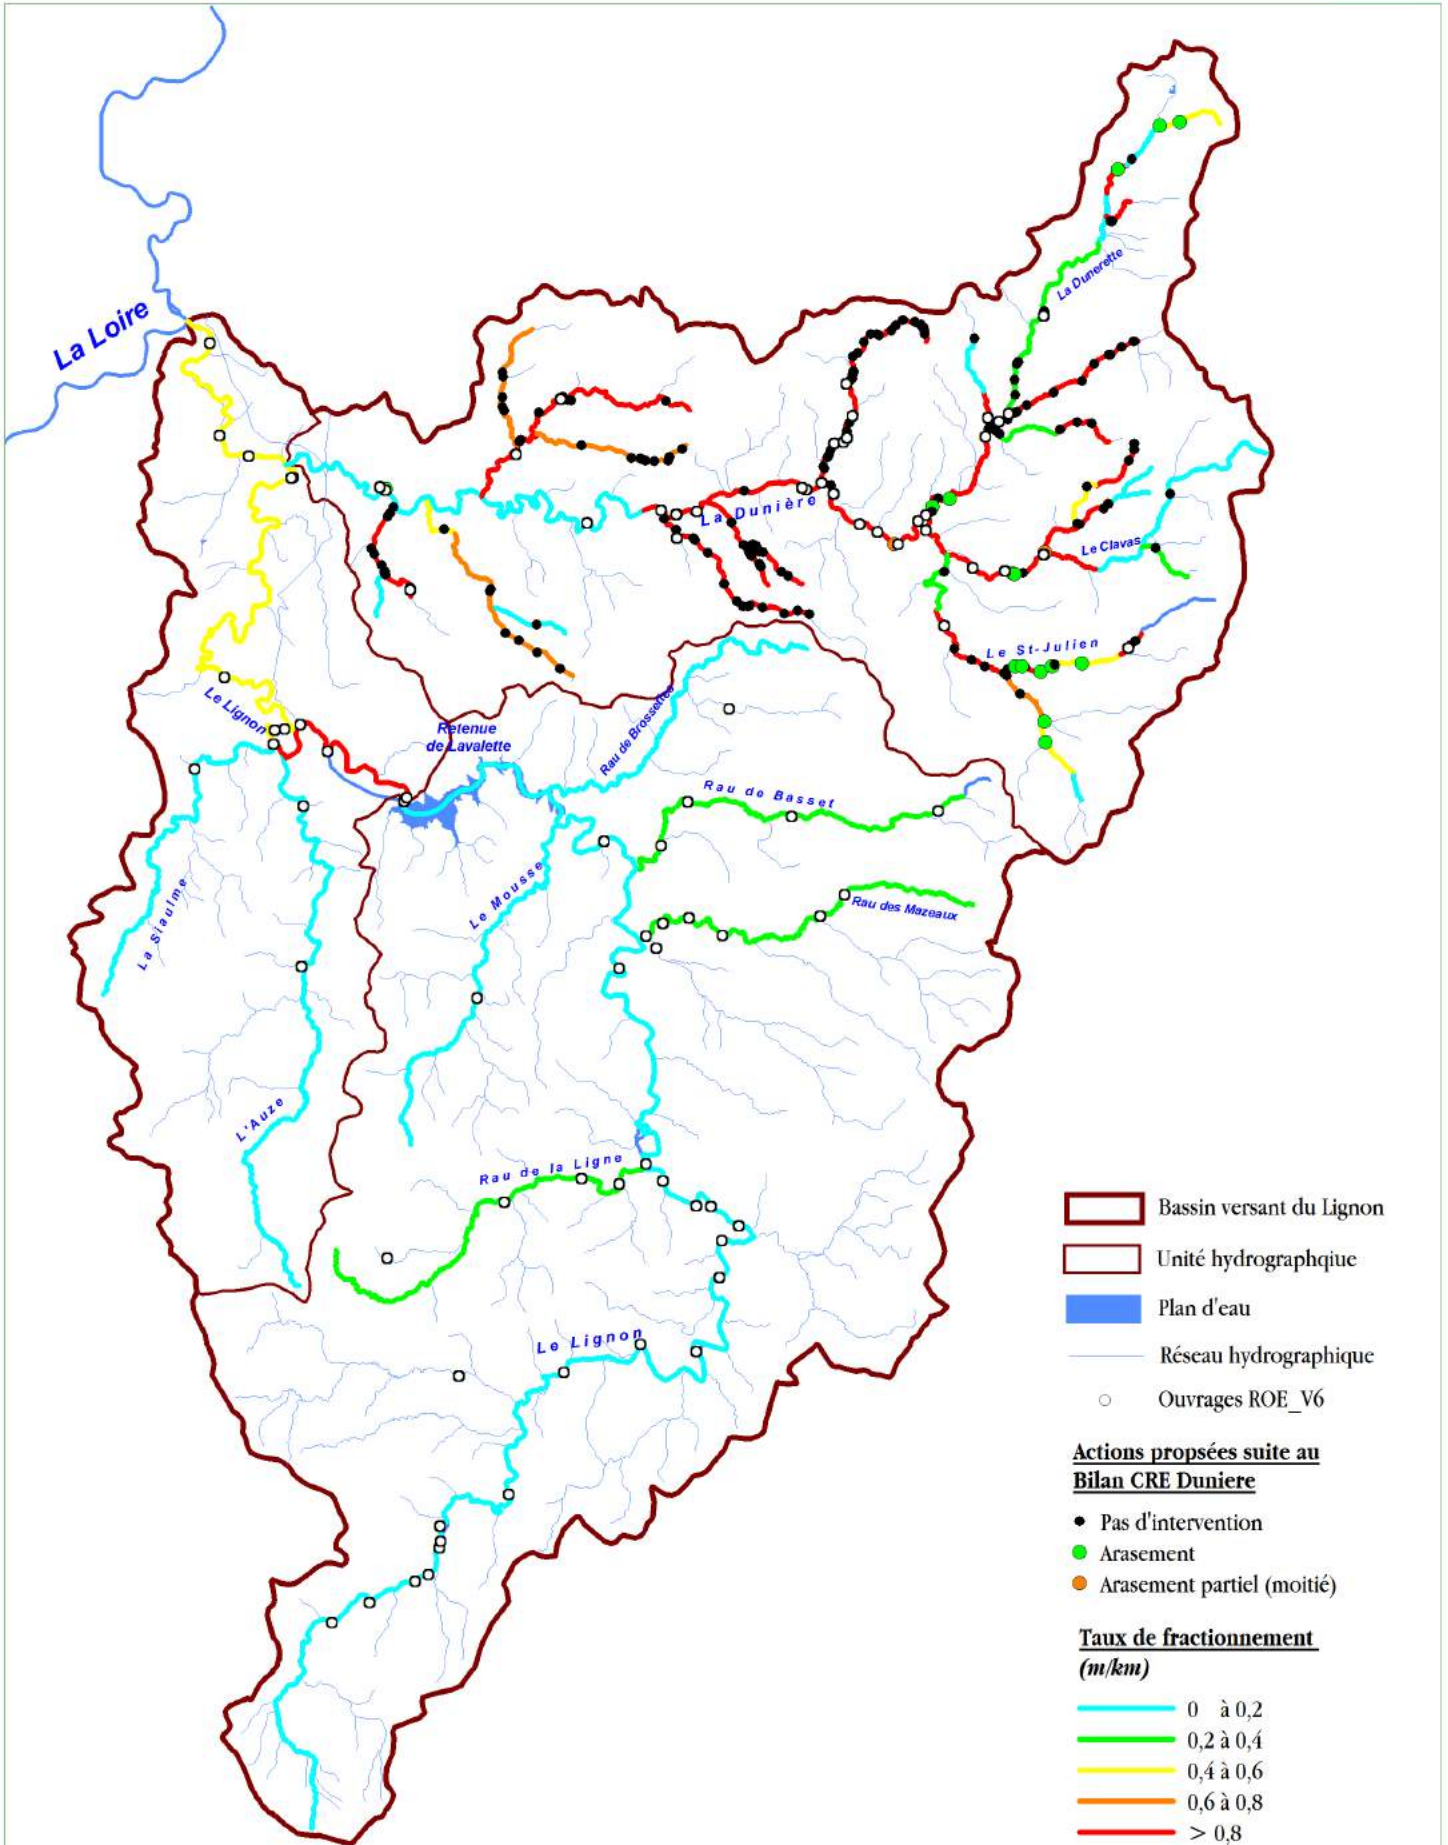 La Dunerette
La Loire
La Dunière
Le Clavas
Le St-Julien
Le Lignon
Retenue
de Lavalette
Rau de Brossettes
Rau de Basset
Le Mousse
Rau des Mazeaux
La Siaulme
L'Auze
Rau de la Ligne
Le Lignon
Bassin versant du Lignon
Unité hydrographqiue
Plan d'eau
Réseau hydrographique
Ouvrages ROE_V6
Actions propsées suite au
Bilan CRE Duniere
Pas d'intervention
Arasement
Arasement partiel (moitié)
Taux de fractionnement
(m/km)
0 à 0,2
0,2 à 0,4
0,4 à 0,6
0,6 à 0,8
> 0,8